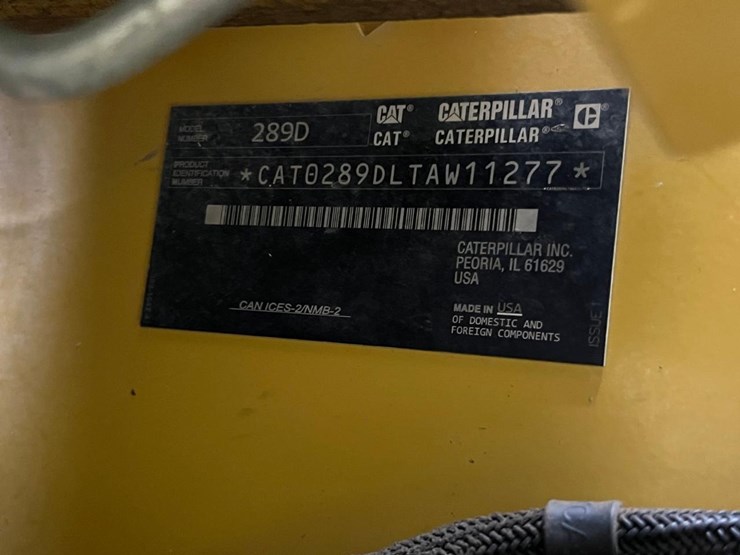 CAT® CATERPILLAR®
MODEL NUMBER 289D
CAT® CATERPILLAR®
PRODUCT IDENTIFICATION NUMBER *CAT0289DLTAW11277*
CATERPILLAR INC.
PEORIA, IL 61629
USA
CAN ICES-2/NMB-2
MADE IN USA
OF DOMESTIC AND
FOREIGN COMPONENTS
ISSUE 1